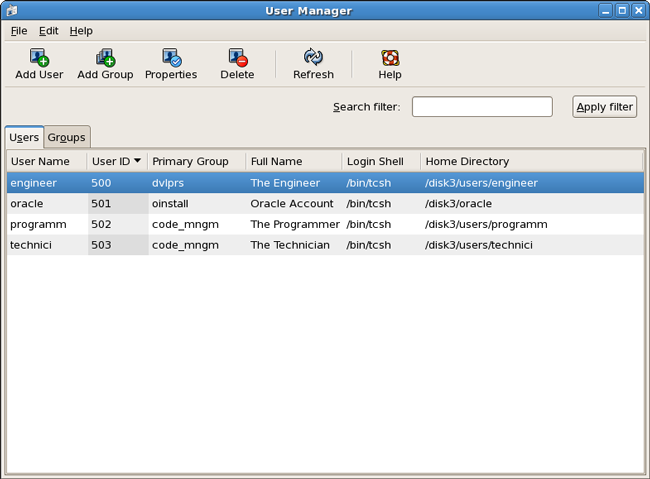 User Manager
File Edit Help
Add User Add Group Properties Delete Refresh Help
Search filter: Apply filter
Users Groups
User Name User ID Primary Group Full Name Login Shell Home Directory
engineer 500 dvlprs The Engineer /bin/tcsh /disk3/users/engineer
oracle 501 oinstall Oracle Account /bin/tcsh /disk3/oracle
programm 502 code_mngm The Programmer /bin/tcsh /disk3/users/programm
technici 503 code_mngm The Technician /bin/tcsh /disk3/users/technici